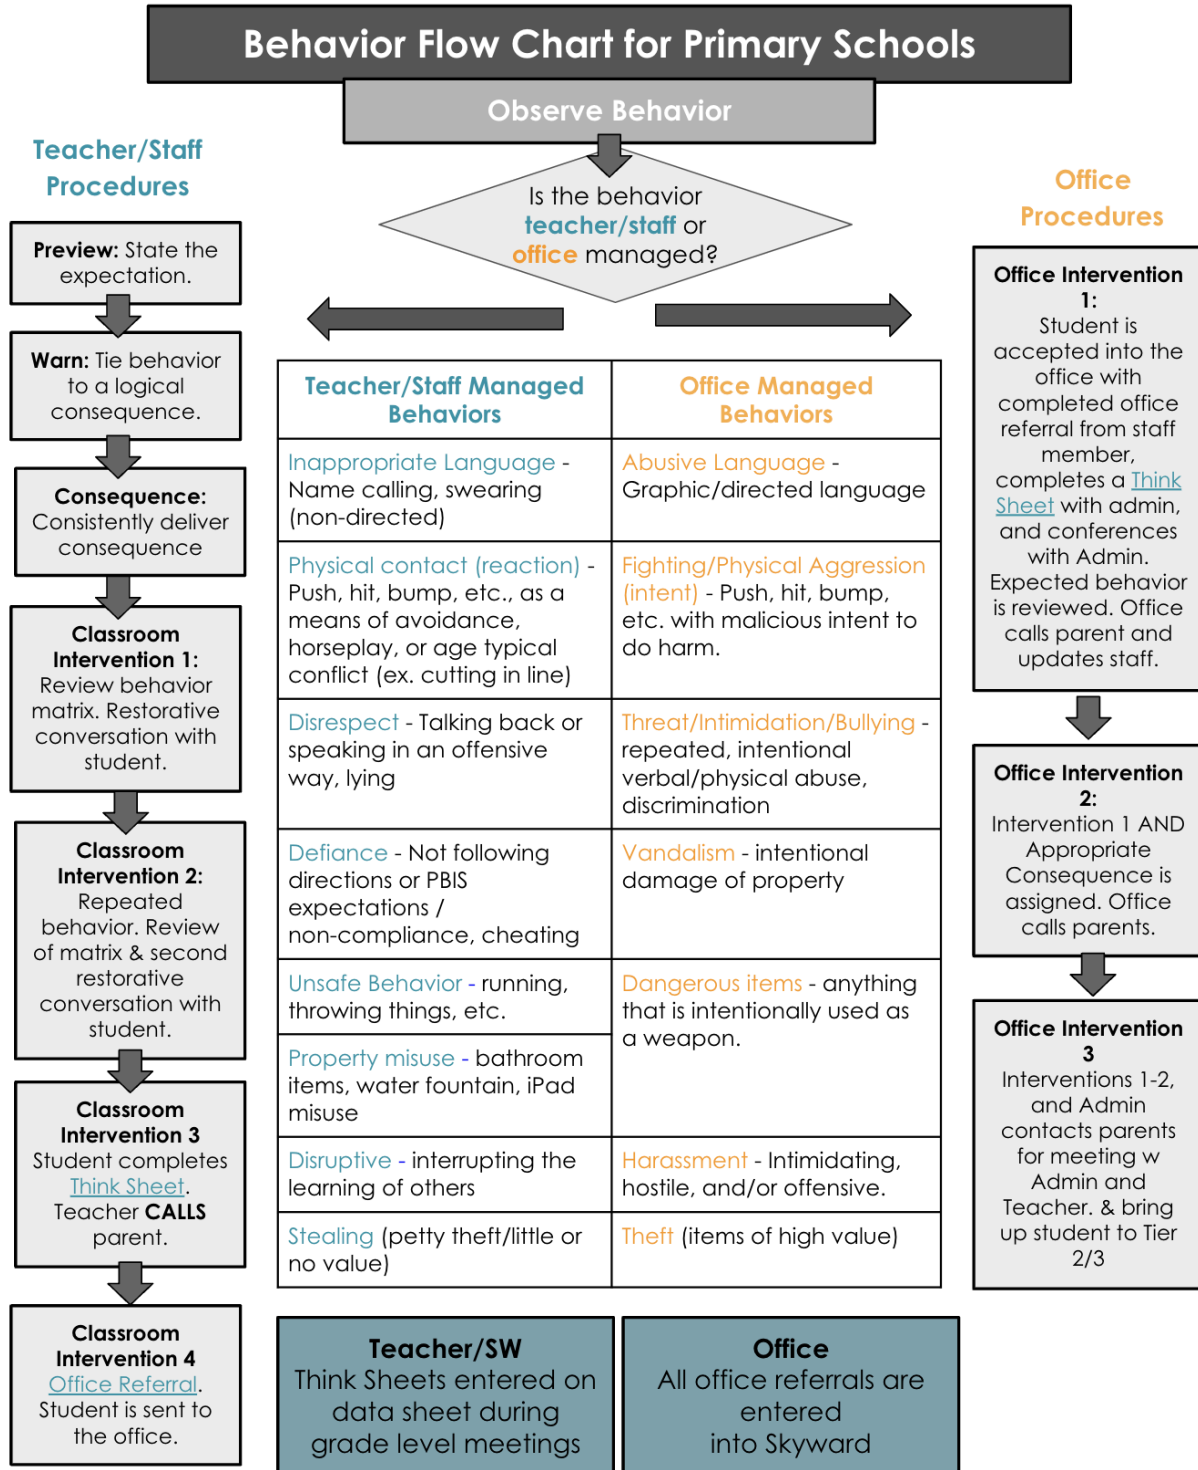 Behavior Flow Chart for Primary Schools
Observe Behavior
Is the behavior
teacher/staff or
office managed?
Teacher/Staff
Procedures
Preview: State the
expectation.
Warn: Tie behavior
to a logical
consequence.
Consequence:
Consistently deliver
consequence
Classroom
Intervention 1:
Review behavior
matrix. Restorative
conversation with
student.
Classroom
Intervention 2:
Repeated
behavior. Review
of matrix & second
restorative
conversation with
student.
Classroom
Intervention 3
Student completes
Think Sheet.
Teacher CALLS
parent.
Classroom
Intervention 4
Office Referral.
Student is sent to
the office.
Teacher/Staff Managed
Behaviors
Office Managed
Behaviors
Inappropriate Language -
Name calling, swearing
(non-directed)
Abusive Language -
Graphic/directed language
Physical contact (reaction) -
Push, hit, bump, etc., as a
means of avoidance,
horseplay, or age typical
conflict (ex. cutting in line)
Fighting/Physical Aggression
(intent) - Push, hit, bump,
etc. with malicious intent to
do harm.
Disrespect - Talking back or
speaking in an offensive
way, lying
Threat/Intimidation/Bullying -
repeated, intentional
verbal/physical abuse,
discrimination
Defiance - Not following
directions or PBIS
expectations /
non-compliance, cheating
Vandalism - intentional
damage of property
Unsafe Behavior - running,
throwing things, etc.
Dangerous items - anything
that is intentionally used as
a weapon.
Property misuse - bathroom
items, water fountain, iPad
misuse
Disruptive - interrupting the
learning of others
Harassment - Intimidating,
hostile, and/or offensive.
Stealing (petty theft/little or
no value)
Theft (items of high value)
Teacher/SW
Think Sheets entered on
data sheet during
grade level meetings
Office
All office referrals are
entered
into Skyward
Office
Procedures
Office Intervention
1:
Student is
accepted into the
office with
completed office
referral from staff
member,
completes a Think
Sheet with admin,
and conferences
with Admin.
Expected behavior
is reviewed. Office
calls parent and
updates staff.
Office Intervention
2:
Intervention 1 AND
Appropriate
Consequence is
assigned. Office
calls parents.
Office Intervention
3
Interventions 1-2,
and Admin
contacts parents
for meeting w
Admin and
Teacher. & bring
up student to Tier
2/3